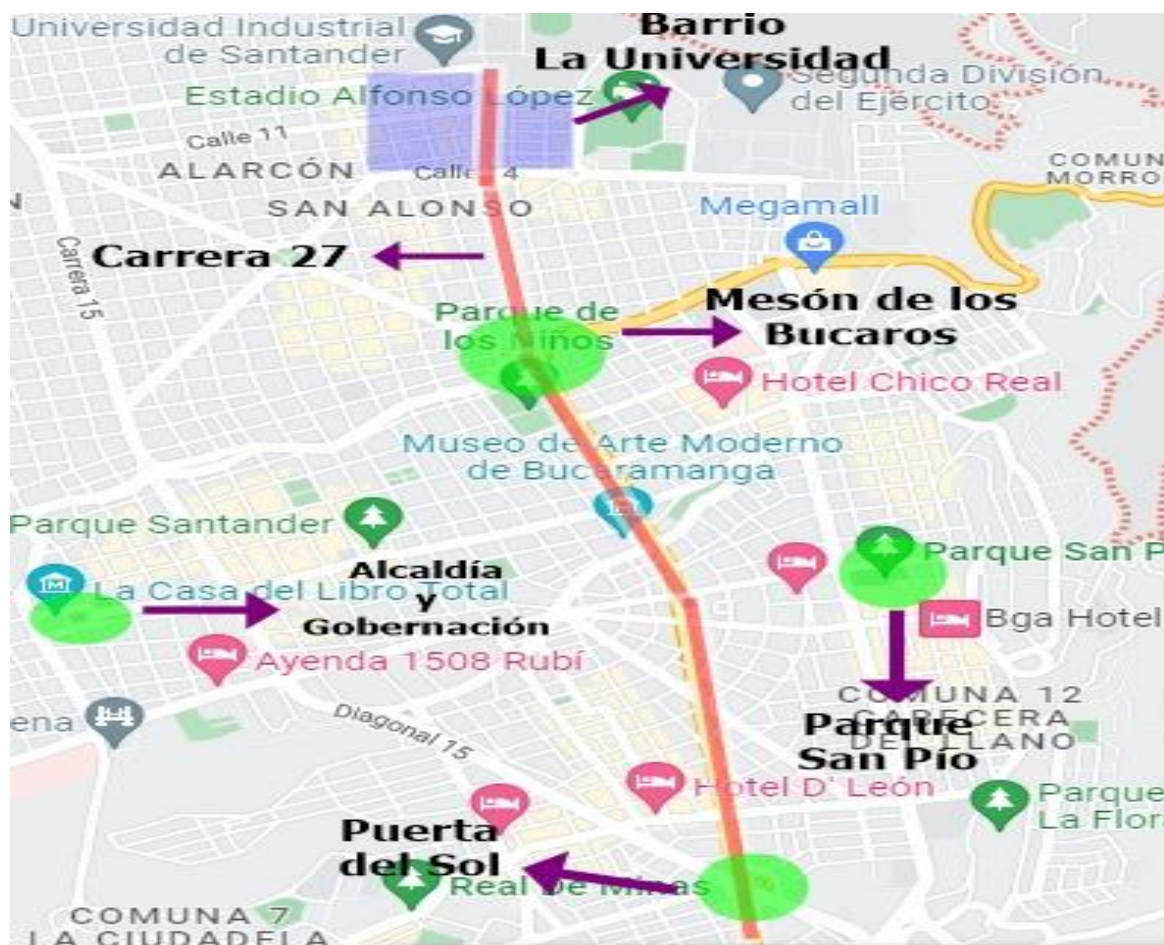 Universidad Industrial
de Santander
Barrio
La Universidad
Estadio Alfonso López
Segunda División
del Ejército
Calle 11
ALARCÓN
SAN ALONSO
COMUN
MORRO
Megamall
Carrera 27
Carrera 15
Parque de
los Niños
Mesón de los
Bucaros
Hotel Chico Real
Museo de Arte Moderno
de Bucaramanga
Parque Santander
Parque San P
La Casa del Libro Total
Alcaldía
y
Gobernación
Bga Hotel
Ayenda 1508 Rubí
ena
Diagonal 15
COMUNA 12
CABECERA
DEL LLANO
Parque
San Pío
Hotel D' León
Parque
La Flora
Puerta
del Sol
Real De Minas
COMUNA 7
LA CIUDADELA